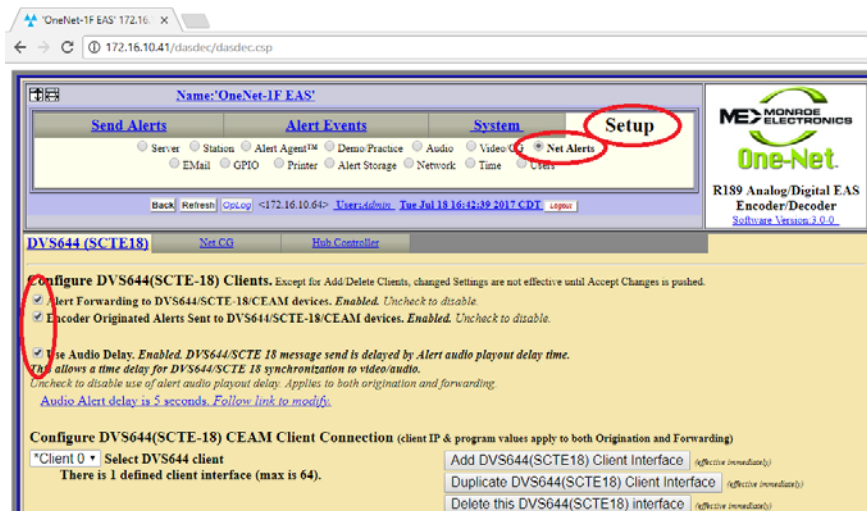 'OneNet-1F EAS' 172.16. ×
172.16.10.41/dasdec/dasdec.csp
Name:'OneNet-1F EAS'
Send Alerts Alert Events System Setup
Server Station Alert Agent™ Demo/Practice Audio Video/CG Net Alerts
EMail GPIO Printer Alert Storage Network Time Users
Back Refresh OpLog <172.16.10.64> User:Admin Tue Jul 18 16:42:39 2017 CDT Logout
MONROE
ELECTRONICS
One-Net
R189 Analog/Digital EAS
Encoder/Decoder
Software Version:3.0-0
DVS644 (SCTE18) Net CG Hub Controller
Configure DVS644(SCTE-18) Clients. Except for Add/Delete Clients, changed Settings are not effective until Accept Changes is pushed.
Alert Forwarding to DVS644/SCTE-18/CEAM devices. Enabled. Uncheck to disable.
Encoder Originated Alerts Sent to DVS644/SCTE-18/CEAM devices. Enabled. Uncheck to disable.
Use Audio Delay. Enabled. DVS644/SCTE 18 message send is delayed by Alert audio playout delay time.
This allows a time delay for DVS644/SCTE 18 synchronization to video/audio.
Uncheck to disable use of alert audio playout delay. Applies to both origination and forwarding.
Audio Alert delay is 5 seconds. Follow link to modify.
Configure DVS644(SCTE-18) CEAM Client Connection (client IP & program values apply to both Origination and Forwarding)
*Client 0 Select DVS644 client
There is 1 defined client interface (max is 64).
Add DVS644(SCTE18) Client Interface (effective immediately)
Duplicate DVS644(SCTE18) Client Interface (effective immediately)
Delete this DVS644(SCTE18) interface (effective immediately)